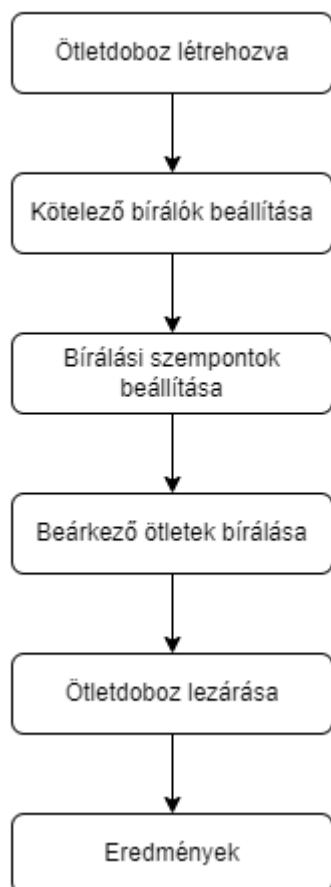 Ötletdoboz létrehozva
Kötelező bírálók beállítása
Bírálási szempontok
beállítása
Beárkező ötletek bírálása
Ötletdoboz lezárása
Eredmények